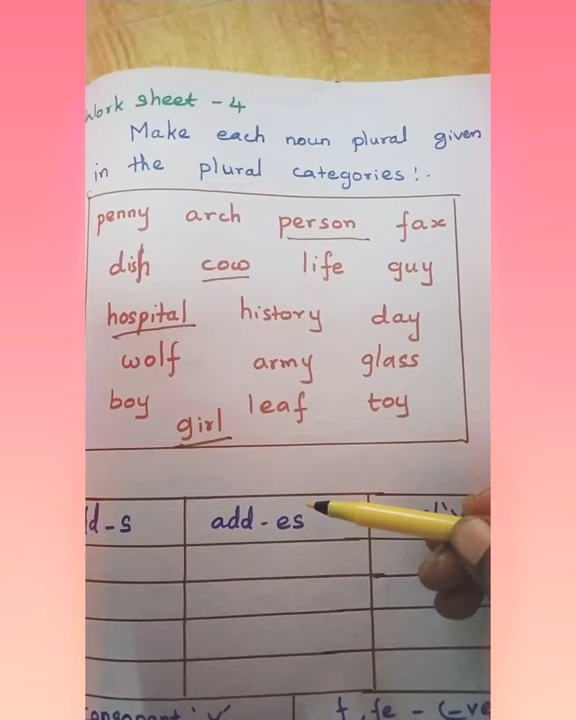 Work sheet - 4
Make each noun plural given
in the plural categories!.
penny arch person fax
dish cow life guy
hospital history day
wolf army glass
boy leaf toy
girl
d-s add-es
onsonant 'y' f, fe - (-ve